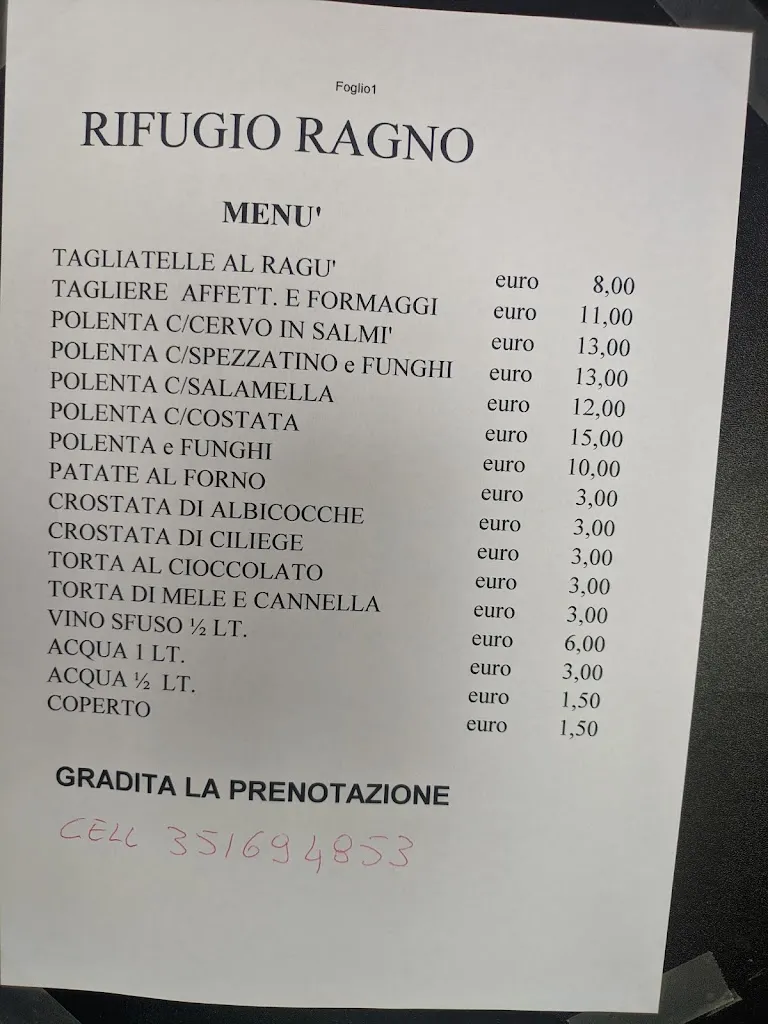 Foglio1
RIFUGIO RAGNO
MENU'
TAGLIATELLE AL RAGU' euro 8,00
TAGLIERE AFFETT. E FORMAGGI euro 11,00
POLENTA C/CERVO IN SALMI' euro 13,00
POLENTA C/SPEZZATINO e FUNGHI euro 13,00
POLENTA C/SALAMELLA euro 12,00
POLENTA C/COSTATA euro 15,00
POLENTA e FUNGHI euro 10,00
PATATE AL FORNO euro 3,00
CROSTATA DI ALBICOCCHE euro 3,00
CROSTATA DI CILIEGE euro 3,00
TORTA AL CIOCCOLATO euro 3,00
TORTA DI MELE E CANNELLA euro 3,00
VINO SFUSO ½ LT. euro 6,00
ACQUA 1 LT. euro 3,00
ACQUA ½ LT. euro 1,50
COPERTO euro 1,50
GRADITA LA PRENOTAZIONE
CELL 351694853